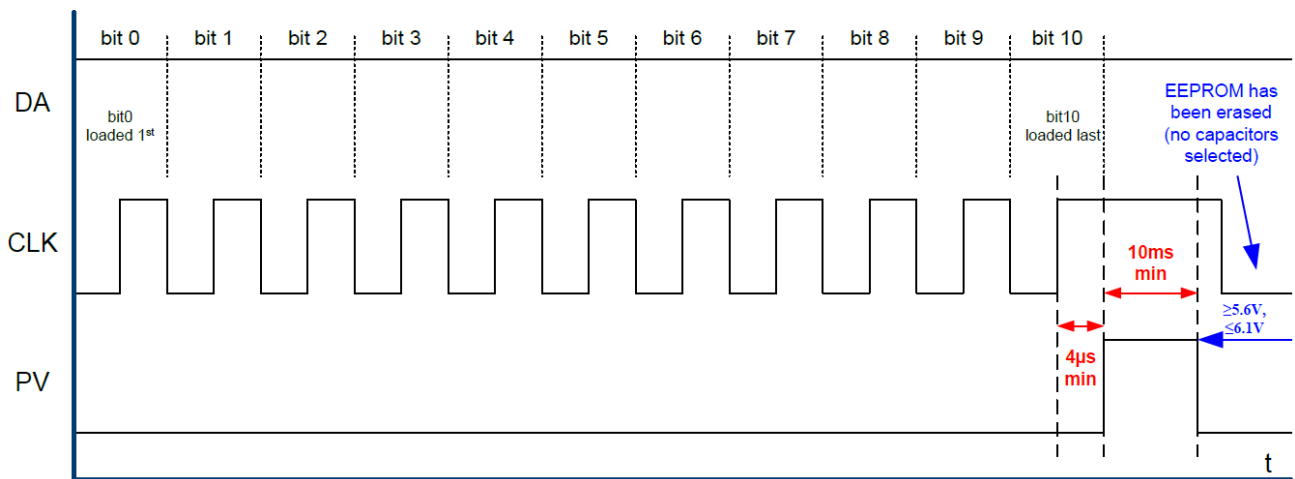 bit 0 bit 1 bit 2 bit 3 bit 4 bit 5 bit 6 bit 7 bit 8 bit 9 bit 10
DA
bit0
loaded 1st
bit10
loaded last
EEPROM has
been erased
(no capacitors
selected)
CLK
10ms
min
≥5.6V,
≤6.1V
4µs
min
PV
t